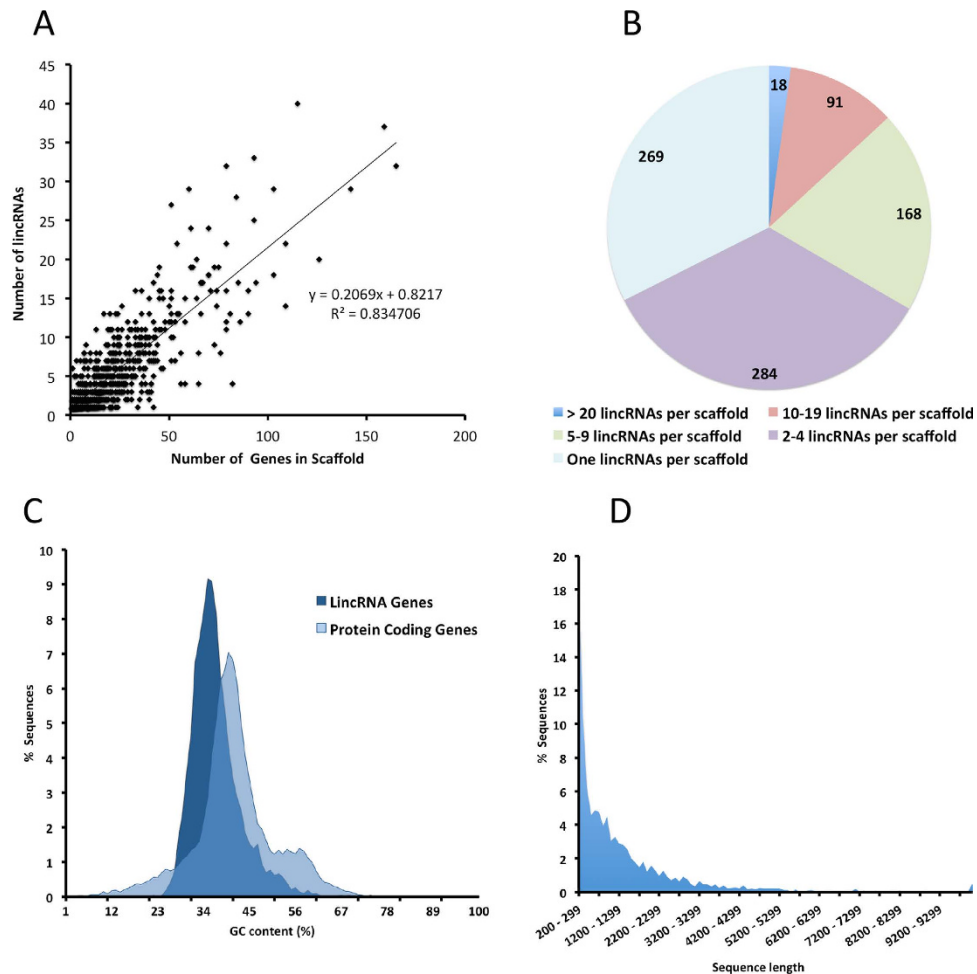 A
45
40
35
30
25
20
15
10
5
0
Number of lincRNAs
y = 0.2069x + 0.8217
R² = 0.834706
0 50 100 150 200
Number of Genes in Scaffold
B
18
91
168
284
269
> 20 lincRNAs per scaffold 10-19 lincRNAs per scaffold
5-9 lincRNAs per scaffold 2-4 lincRNAs per scaffold
One lincRNAs per scaffold
C
10
9
8
7
6
5
4
3
2
1
0
% Sequences
LincRNA Genes
Protein Coding Genes
1 12 23 34 45 56 67 78 89 100
GC content (%)
D
20
18
16
14
12
10
8
6
4
2
0
% Sequences
200 - 299 1200 - 1299 2200 - 2299 3200 - 3299 4200 - 4299 5200 - 5299 6200 - 6299 7200 - 7299 8200 - 8299 9200 - 9299
Sequence length